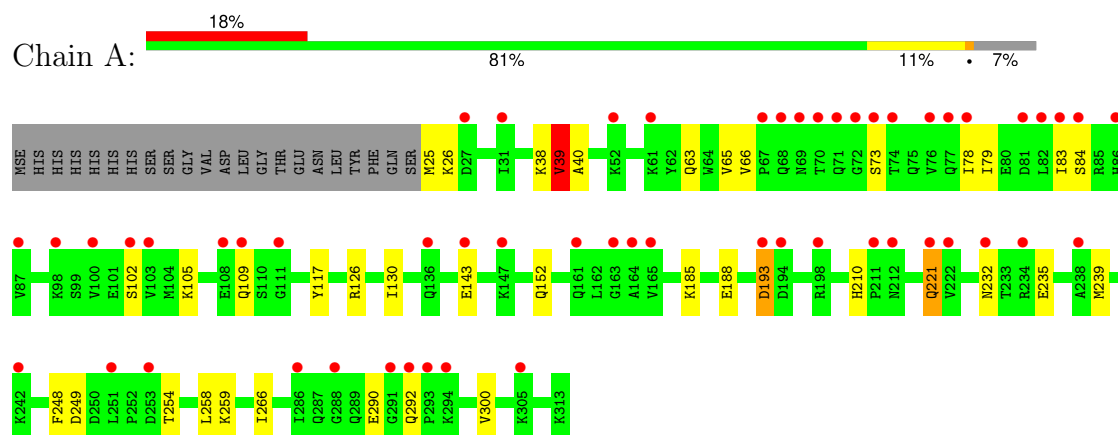 18%
Chain A:
81% 11% • 7%
MSE HIS HIS HIS HIS HIS HIS SER SER GLY VAL ASP LEU GLY THR GLU ASN LEU TYR PHE GLN SER M25 K26 D27 I31 K38 V39 A40 K52 K61 Y62 Q63 W64 V65 V66 P67 Q68 N69 T70 Q71 G72 S73 T74 Q75 V76 Q77 I78 I79 E80 D81 L82 I83 S84 R85 H86
V87 K98 S99 V100 E101 S102 V103 M104 K105 E108 Q109 S110 G111 Y117 R126 I130 Q136 E143 K147 Q152 Q161 L162 G163 A164 V165 K185 E188 D193 D194 R198 H210 P211 N212 Q221 V222 N232 T233 R234 E235 A238 M239
K242 F248 D249 D250 L251 P252 D253 T254 L258 K259 I266 I286 Q287 G288 Q289 E290 G291 Q292 P293 K294 V300 K305 K313